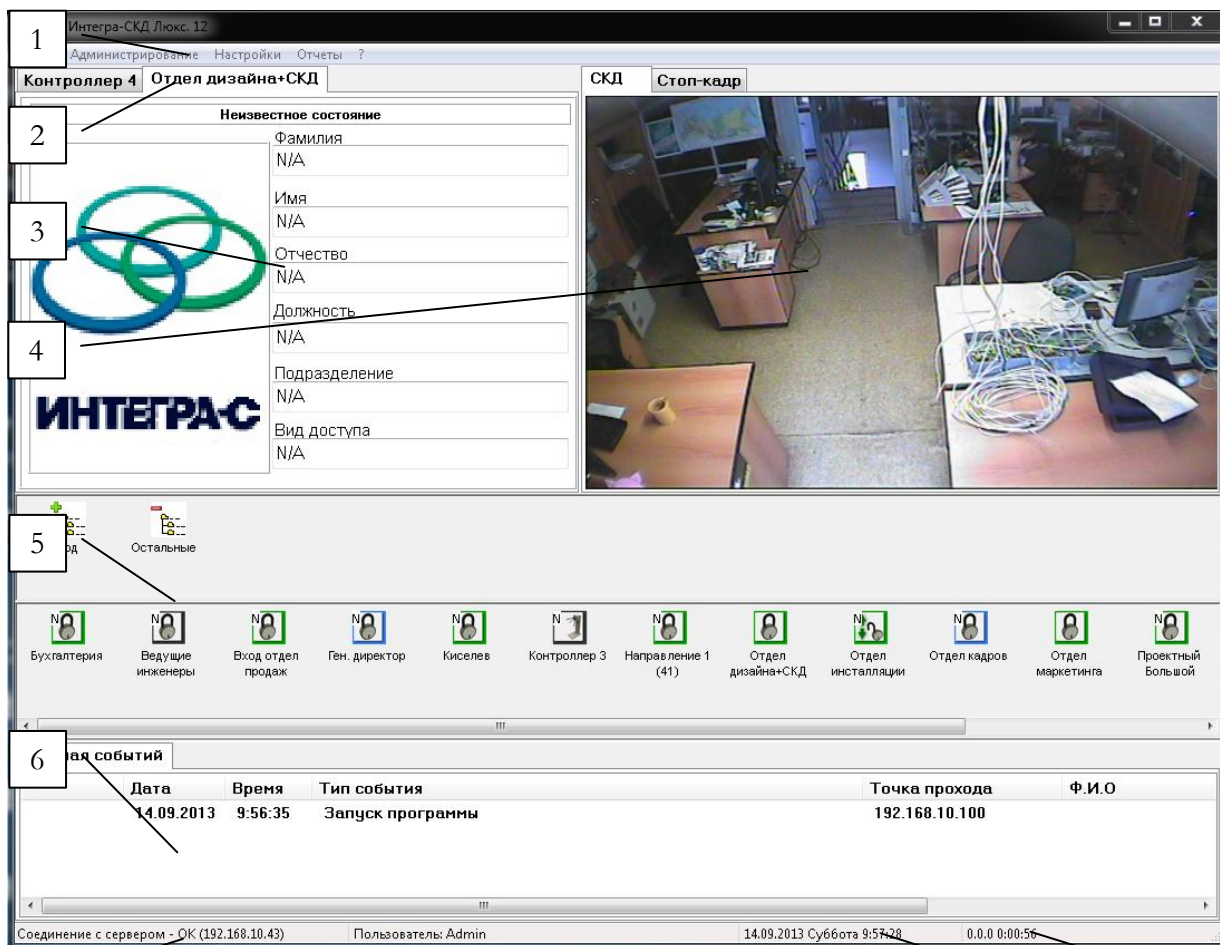 Интегра-СКД Люкс. 12
1
Администрирование Настройки Отчеты ?
Контроллер 4 Отдел дизайна+СКД
СКД Стоп-кадр
2
Неизвестное состояние
Фамилия
N/A
Имя
N/A
3
Отчество
N/A
Должность
N/A
4
Подразделение
N/A
ИНТЕГРА-С
Вид доступа
N/A
5
Остальные
N N N N N N N N N N
Бухгалтерия
Ведущие
инженеры
Вход отдел
продаж
Ген. директор
Киселев
Контроллер 3
Направление 1
(41)
Отдел
дизайна+СКД
Отдел
инсталляции
Отдел кадров
Отдел
маркетинга
Проектный
Большой
6
событий
Дата Время Тип события Точка прохода Ф.И.О
14.09.2013 9:56:35 Запуск программы 192.168.10.100
Соединение с сервером - OK (192.168.10.43) Пользователь: Admin 14.09.2013 Суббота 9:57:28 0.0.0 0:00:56